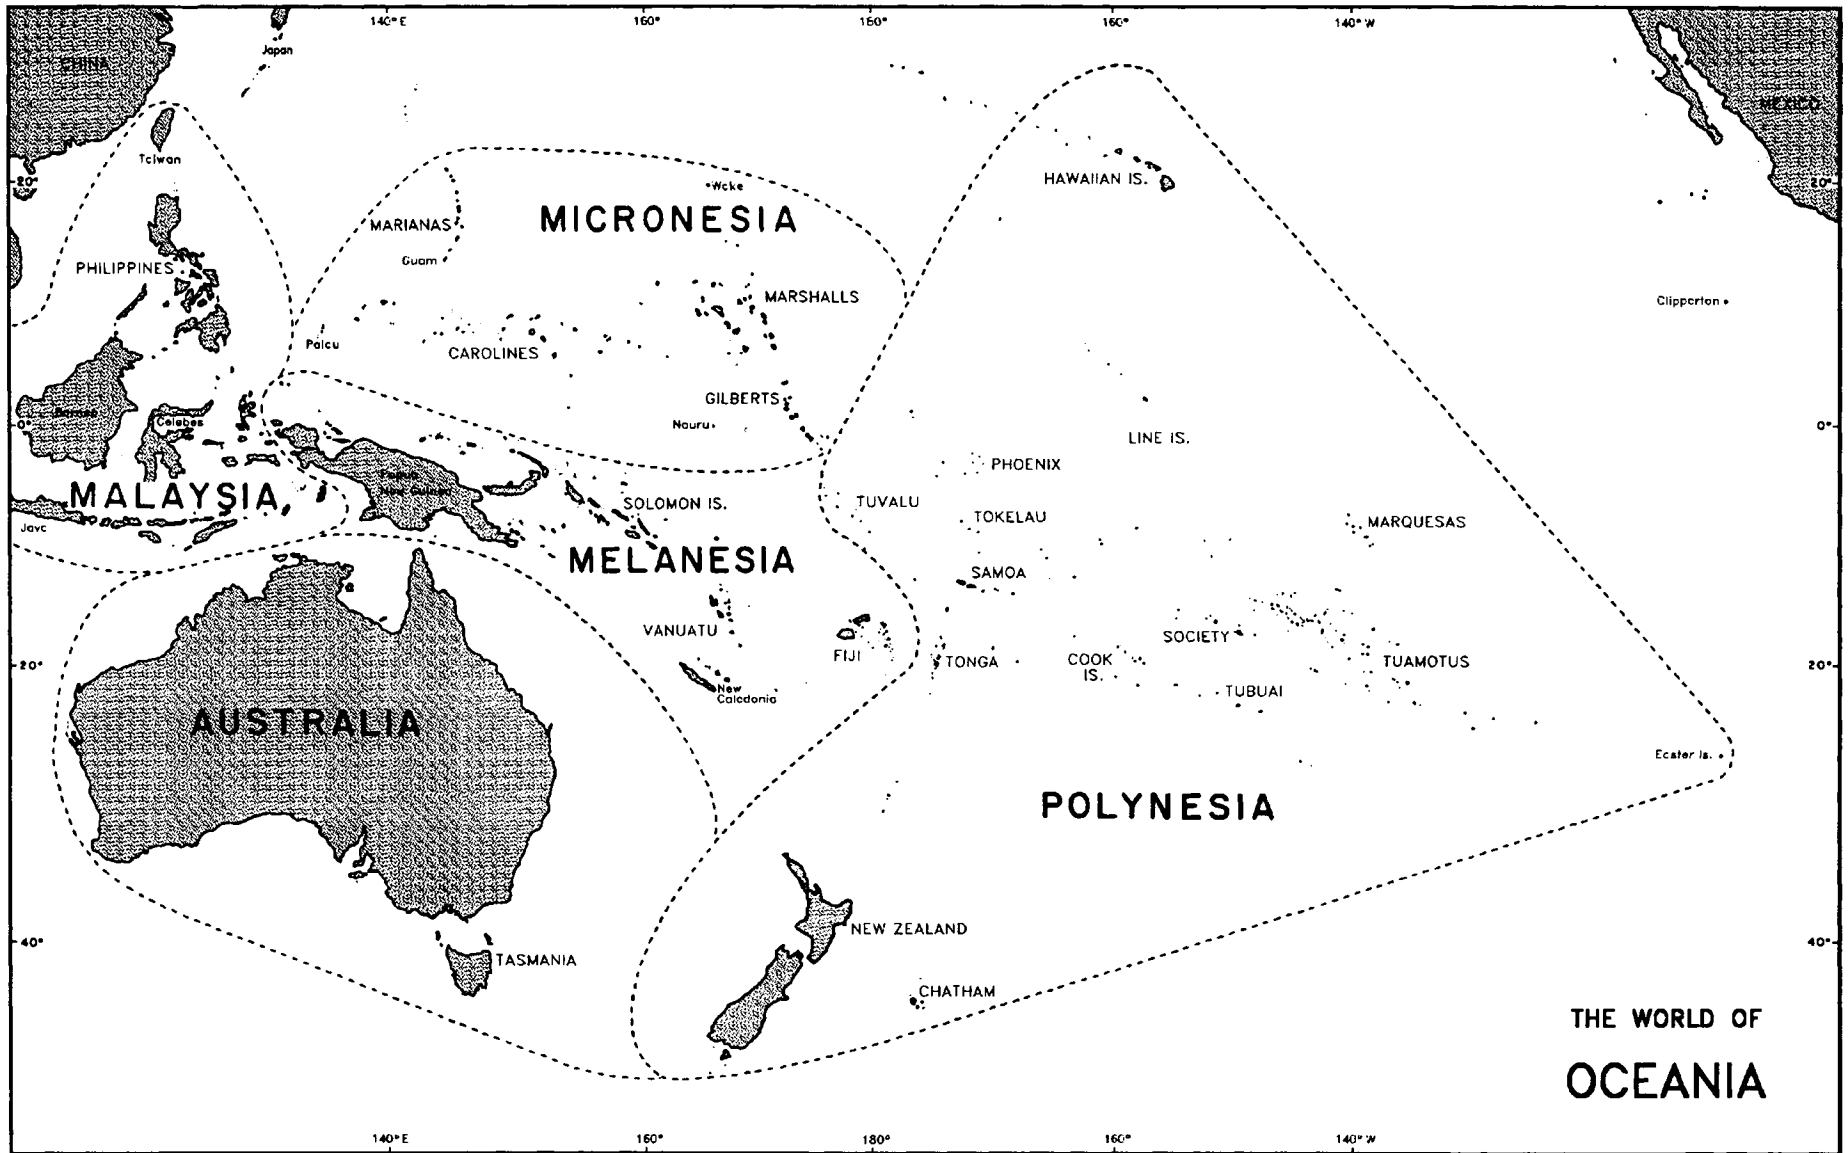 140° E
160°
160°
160°
140° W
Japan
CHINA
MEXICO
Taiwan
20°
20°
HAWAIIAN IS.
Wake
MICRONESIA
MARIANAS
Guam
PHILIPPINES
MARSHALLS
Clipperton
Palau
CAROLINES
GILBERTS
Borneo
Celebes
0°
Nauru
0°
LINE IS.
PHOENIX
Papua
New Guinea
MALAYSIA
SOLOMON IS.
TUVALU
TOKELAU
MARQUESAS
Java
MELANESIA
SAMOA
VANUATU
SOCIETY
FIJI
TONGA
COOK
IS.
TUAMOTUS
20°
20°
New
Caledonia
TUBUAI
AUSTRALIA
Easter Is.
POLYNESIA
NEW ZEALAND
40°
40°
TASMANIA
CHATHAM
THE WORLD OF
OCEANIA
140° E
160°
180°
160°
140° W